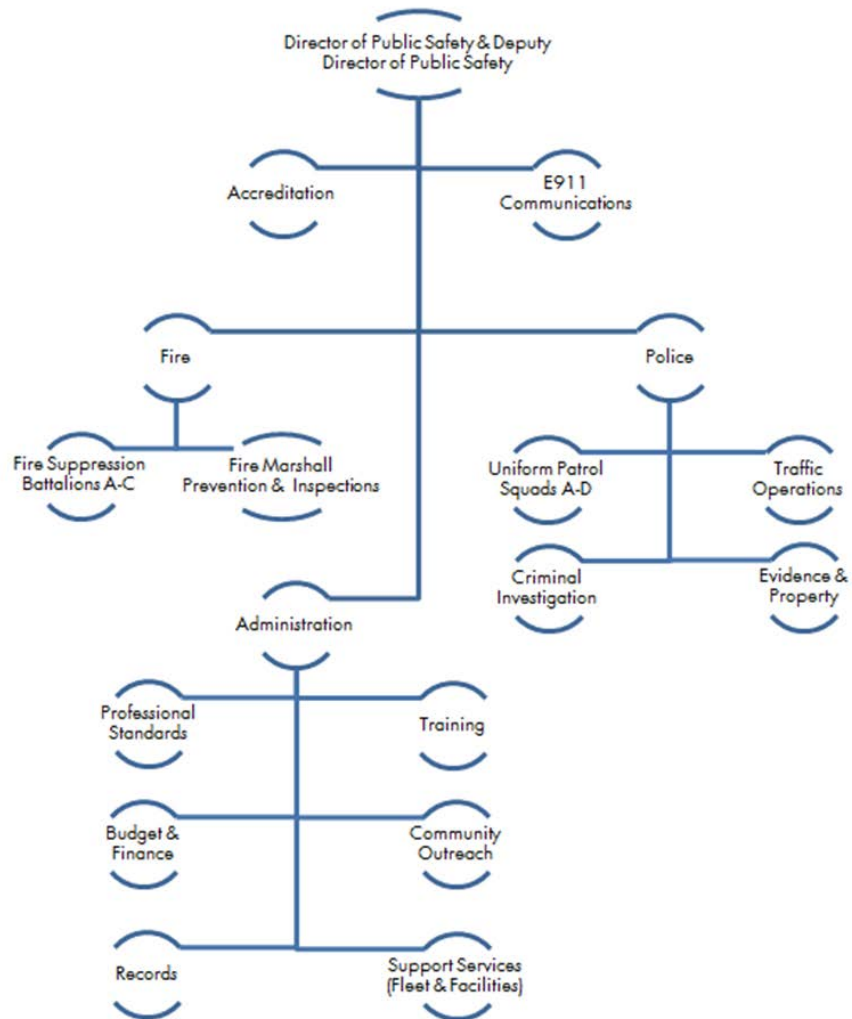 Director of Public Safety & Deputy
Director of Public Safety
Accreditation
E911
Communications
Fire
Police
Fire Suppression
Battalions A-C
Fire Marshall
Prevention & Inspections
Uniform Patrol
Squads A-D
Traffic
Operations
Criminal
Investigation
Evidence &
Property
Administration
Professional
Standards
Training
Budget &
Finance
Community
Outreach
Records
Support Services
(Fleet & Facilities)